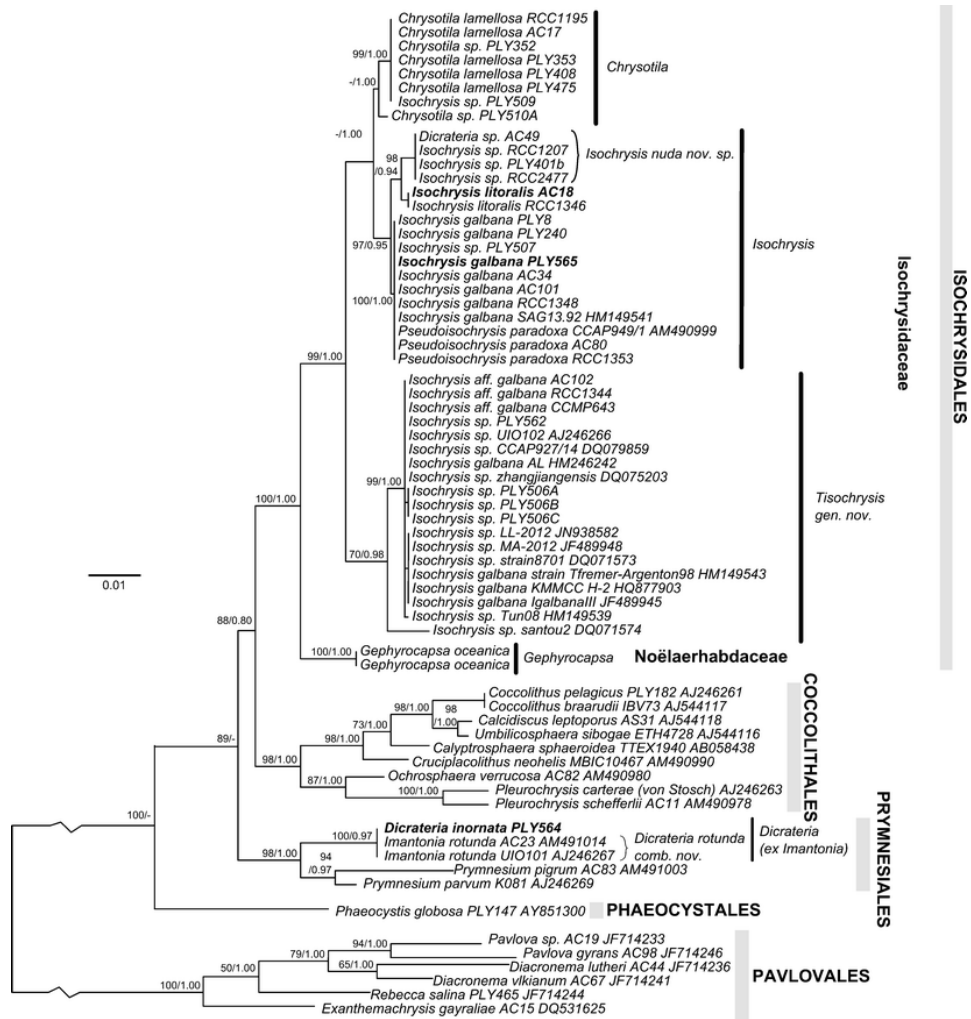 Chrysotila lamellosa RCC1195
Chrysotila lamellosa AC17
Chrysotila sp. PLY352
99/1.00
Chrysotila lamellosa PLY353
Chrysotila
Chrysotila lamellosa PLY408
-/1.00
Chrysotila lamellosa PLY475
Isochrysis sp. PLY509
Chrysotila sp. PLY510A
-/1.00
Dicrateria sp. AC49
Isochrysis sp. RCC1207
Isochrysis nuda nov. sp.
98
/0.94
Isochrysis sp. PLY401b
Isochrysis sp. RCC2477
Isochrysis litoralis AC18
Isochrysis litoralis RCC1346
Isochrysis galbana PLY8
Isochrysis galbana PLY240
97/0.95
Isochrysis sp. PLY507
Isochrysis
Isochrysis galbana PLY565
Isochrysis galbana AC34
Isochrysis galbana AC101
100/1.00
Isochrysis galbana RCC1348
Isochrysis galbana SAG13.92 HM149541
Pseudoisochrysis paradoxa CCAP949/1 AM490999
Pseudoisochrysis paradoxa AC80
Pseudoisochrysis paradoxa RCC1353
99/1.00
Isochrysidaceae
ISOCHRYSIDALES
Isochrysis aff. galbana AC102
Isochrysis aff. galbana RCC1344
Isochrysis aff. galbana CCMP643
Isochrysis sp. PLY562
Isochrysis sp. UIO102 AJ246266
Isochrysis sp. CCAP927/14 DQ079859
Isochrysis galbana AL HM246242
Isochrysis sp. zhangjiangensis DQ075203
99/1.00
Isochrysis sp. PLY506A
Tisochrysis
gen. nov.
100/1.00
Isochrysis sp. PLY506B
Isochrysis sp. PLY506C
Isochrysis sp. LL-2012 JN938582
Isochrysis sp. MA-2012 JF489948
70/0.98
Isochrysis sp. strain8701 DQ071573
Isochrysis galbana strain Tfremer-Argenton98 HM149543
0.01
Isochrysis galbana KMMCC H-2 HQ877903
Isochrysis galbana IgalbanaIII JF489945
Isochrysis sp. Tun08 HM149539
88/0.80
Isochrysis sp. santou2 DQ071574
100/1.00
Gephyrocapsa oceanica
Gephyrocapsa oceanica
Gephyrocapsa
Noëlaerhabdaceae
COCCOLITHALES
Coccolithus pelagicus PLY182 AJ246261
98/1.00
98
/1.00
Coccolithus braarudii IBV73 AJ544117
73/1.00
Calcidiscus leptoporus AS31 AJ544118
Umbilicosphaera sibogae ETH4728 AJ544116
89/-
98/1.00
Calyptrosphaera sphaeroidea TTEX1940 AB058438
98/1.00
Cruciplacolithus neohelis MBIC10467 AM490990
87/1.00
Ochrosphaera verrucosa AC82 AM490980
100/1.00
Pleurochrysis carterae (von Stosch) AJ246263
Pleurochrysis schefferlii AC11 AM490978
100/-
PRYMNESIALES
100/0.97
Dicrateria inornata PLY564
Imantonia rotunda AC23 AM491014
Dicrateria rotunda
comb. nov.
Dicrateria
(ex Imantonia)
98/1.00
Imantonia rotunda UIO101 AJ246267
94
/0.97
Prymnesium pigrum AC83 AM491003
Prymnesium parvum K081 AJ246269
Phaeocystis globosa PLY147 AY851300
PHAEOCYSTALES
94/1.00
Pavlova sp. AC19 JF714233
79/1.00
Pavlova gyrans AC98 JF714246
65/1.00
Diacronema lutheri AC44 JF714236
50/1.00
Diacronema vlkianum AC67 JF714241
PAVLOVALES
100/1.00
Rebecca salina PLY465 JF714244
Exanthemachrysis gayraliae AC15 DQ531625